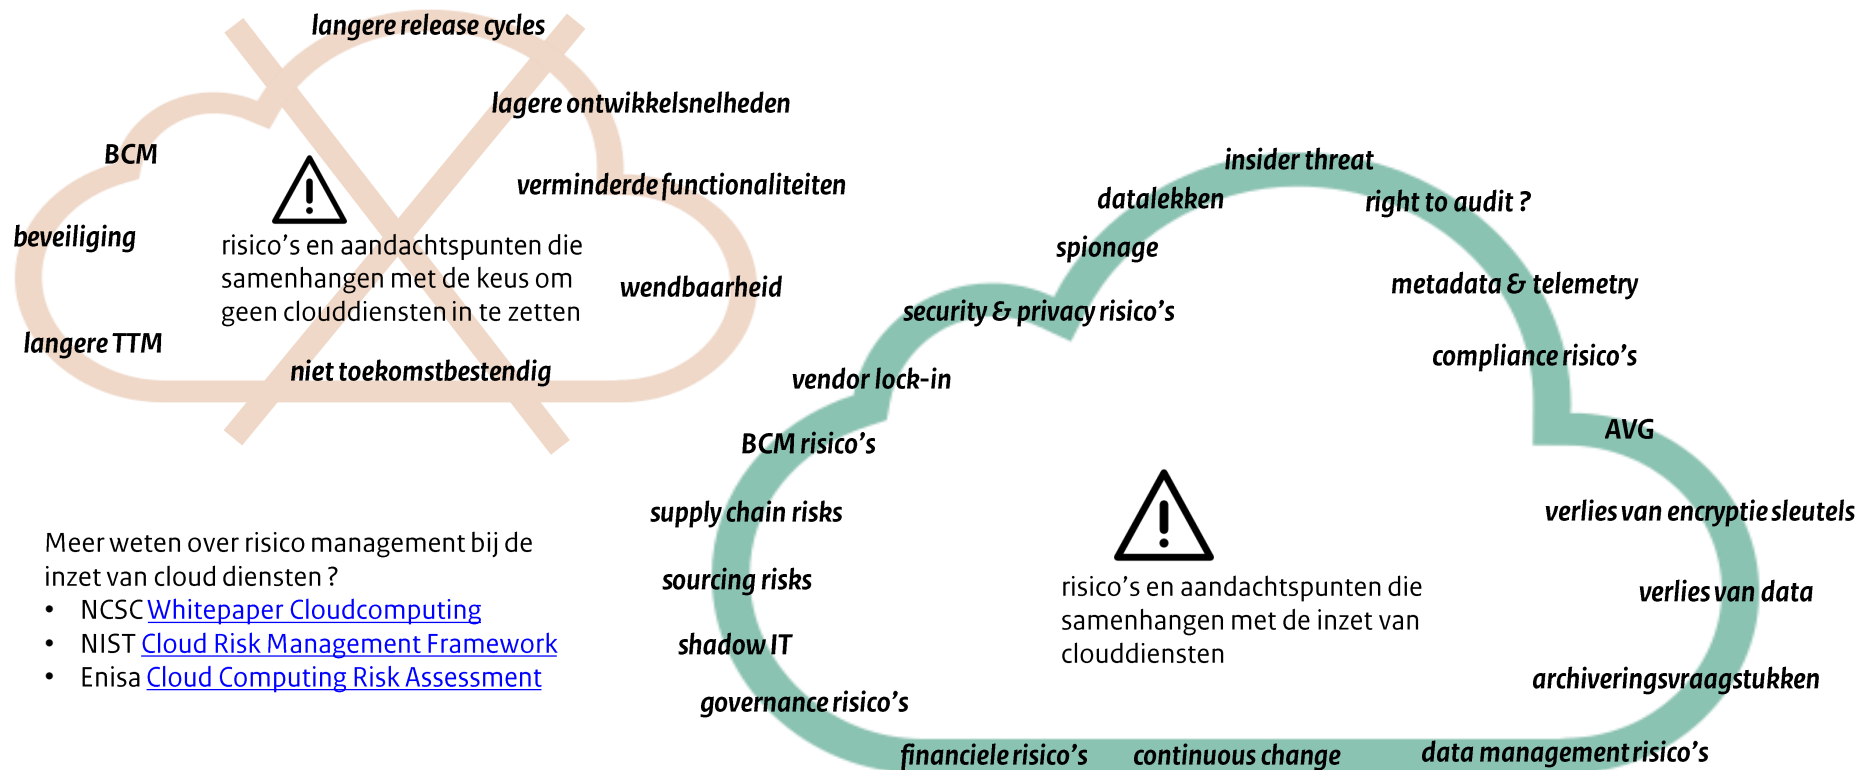 langere release cycles
lagere ontwikkelsnelheden
BCM
verminderde functionaliteiten
beveiliging
risico's en aandachtspunten die
samenhangen met de keus om
geen clouddiensten in te zetten
wendbaarheid
langere TTM
niet toekomstbestendig
insider threat
datalekken
right to audit ?
spionage
metadata & telemetry
security & privacy risico's
compliance risico's
vendor lock-in
AVG
BCM risico's
supply chain risks
verlies van encryptie sleutels
sourcing risks
risico's en aandachtspunten die
samenhangen met de inzet van
clouddiensten
verlies van data
shadow IT
archiveringsvraagstukken
governance risico's
financiele risico's
continuous change
data management risico's
Meer weten over risico management bij de
inzet van cloud diensten ?
• NCSC Whitepaper Cloudcomputing
• NIST Cloud Risk Management Framework
• Enisa Cloud Computing Risk Assessment